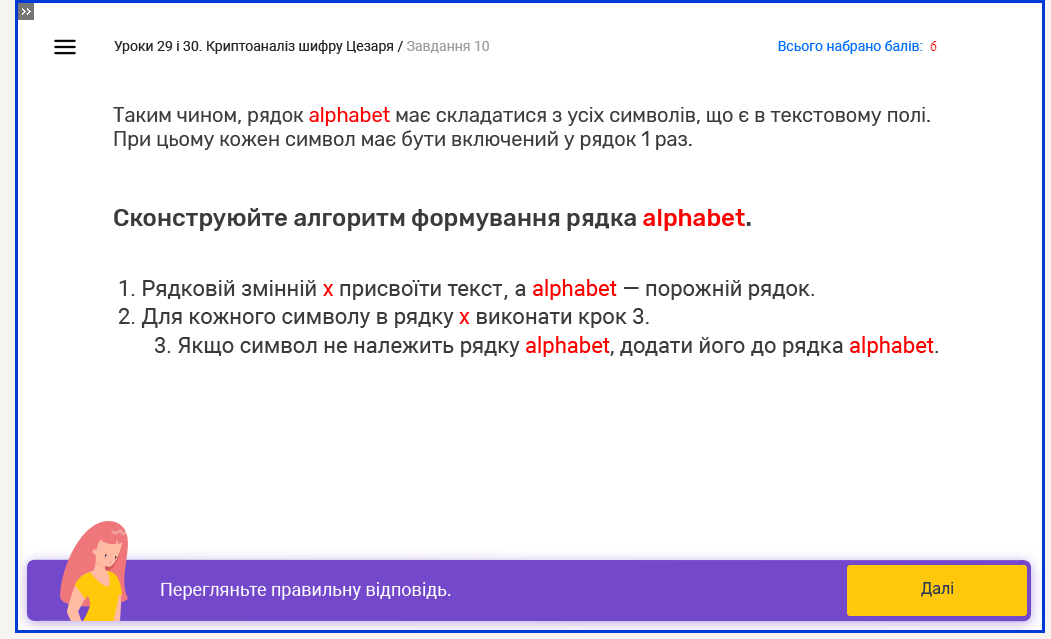 Уроки 29 і 30. Криптоаналіз шифру Цезаря / Завдання 10
Всього набрано балів: 6
Таким чином, рядок alphabet має складатися з усіх символів, що є в текстовому полі.
При цьому кожен символ має бути включений у рядок 1 раз.
Сконструюйте алгоритм формування рядка alphabet.
1. Рядковій змінній x присвоїти текст, а alphabet — порожній рядок.
2. Для кожного символу в рядку x виконати крок 3.
3. Якщо символ не належить рядку alphabet, додати його до рядка alphabet.
Перегляньте правильну відповідь.
Далі